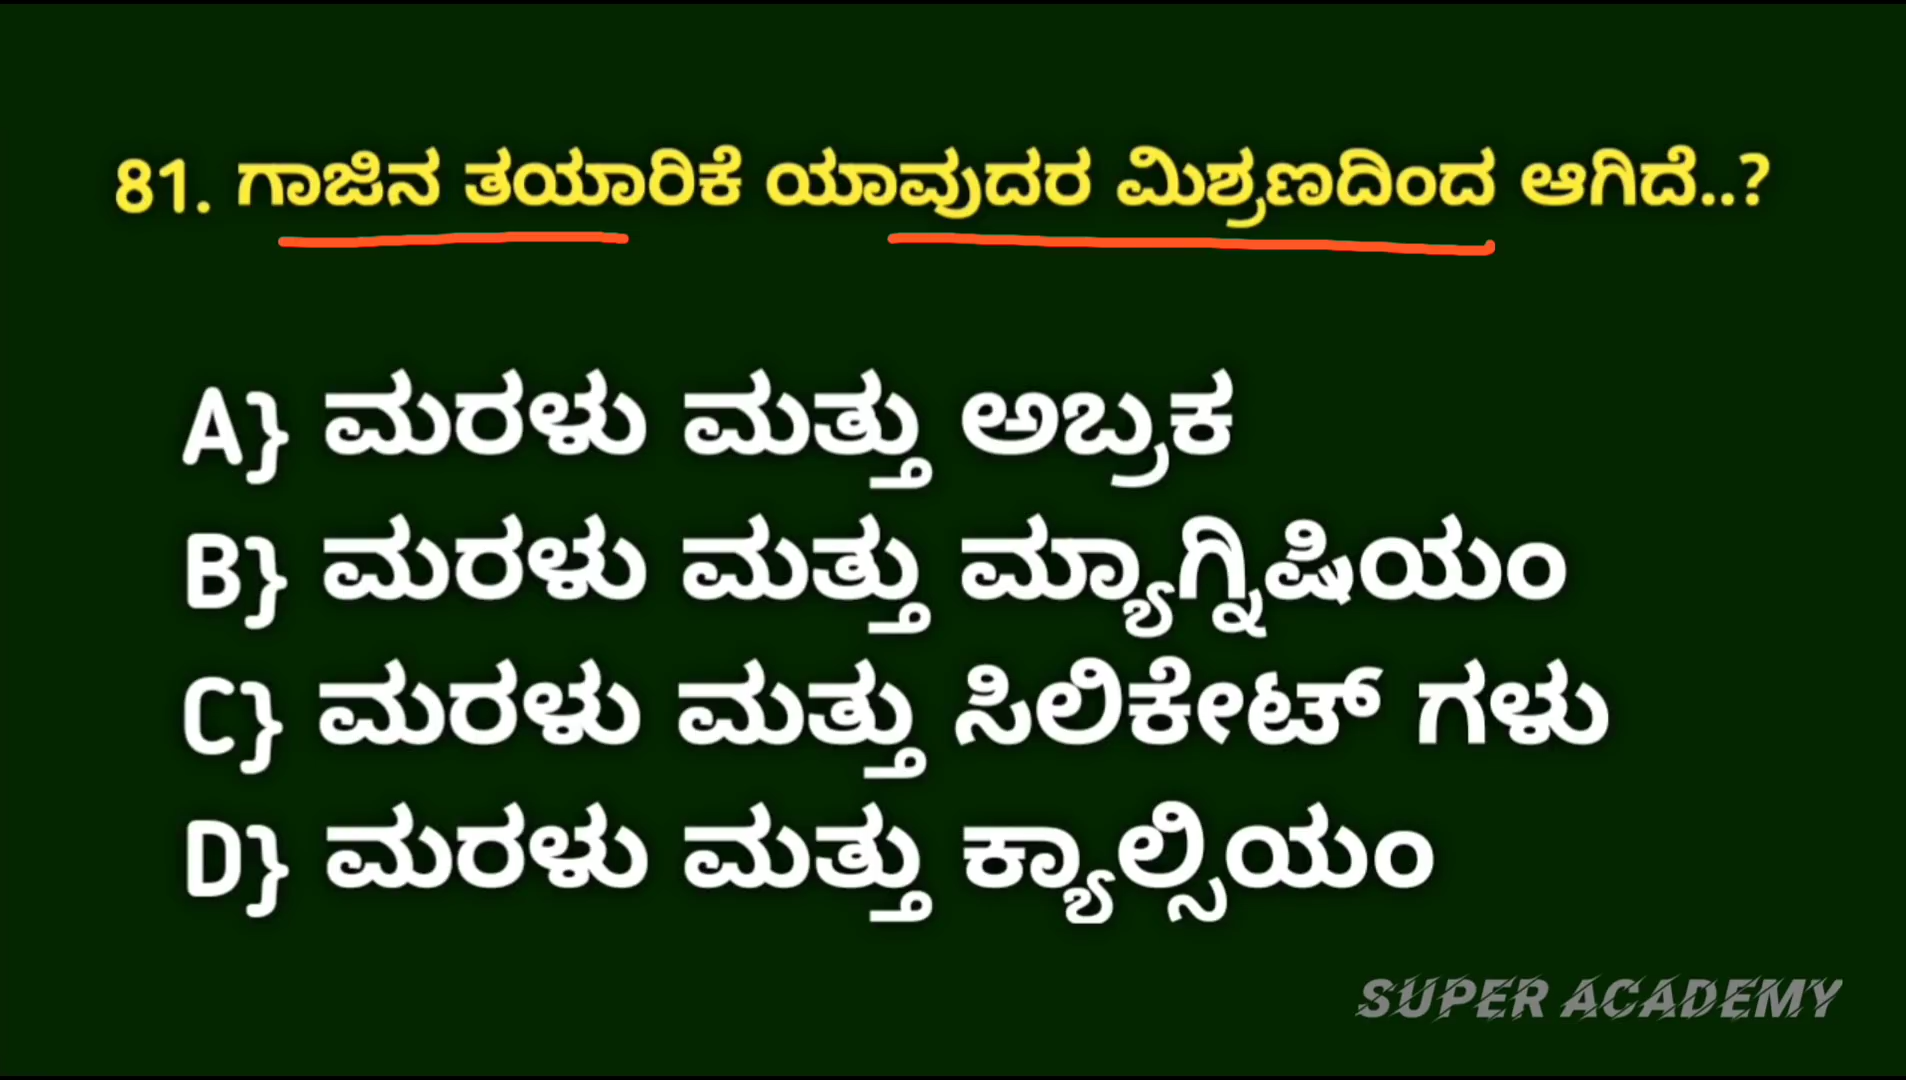 81. ಗಾಜಿನ ತಯಾರಿಕೆ ಯಾವುದರ ಮಿಶ್ರಣದಿಂದ ಆಗಿದೆ..?
A} ಮರಳು ಮತ್ತು ಅಬ್ರಕ
B} ಮರಳು ಮತ್ತು ಮ್ಯಾಗ್ನಿಷಿಯಂ
C} ಮರಳು ಮತ್ತು ಸಿಲಿಕೇಟ್ ಗಳು
D} ಮರಳು ಮತ್ತು ಕ್ಯಾಲ್ಸಿಯಂ
SUPER ACADEMY